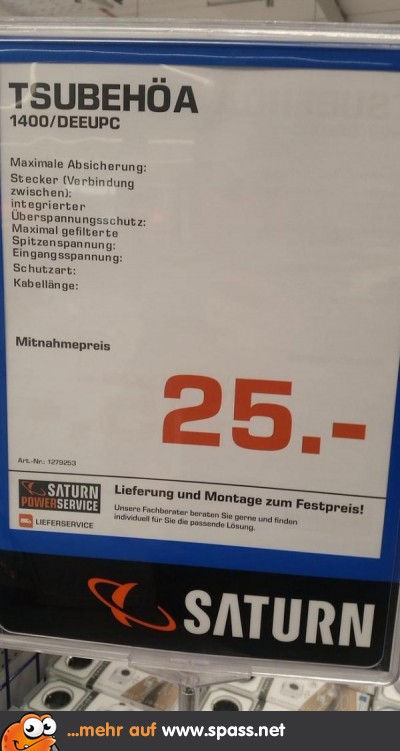 TSUBEHÖA
1400/DEEUPC
Maximale Absicherung:
Stecker (Verbindung
zwischen):
integrierter
Überspannungsschutz:
Maximal gefilterte
Spitzenspannung:
Eingangsspannung:
Schutzart:
Kabellänge:
Mitnahmepreis
25.-
Art.-Nr.: 1279253
SATURN
POWERSERVICE
LIEFERSERVICE
Lieferung und Montage zum Festpreis!
Unsere Fachberater beraten Sie gerne und finden
individuell für Sie die passende Lösung.
SATURN
...mehr auf www.spass.net